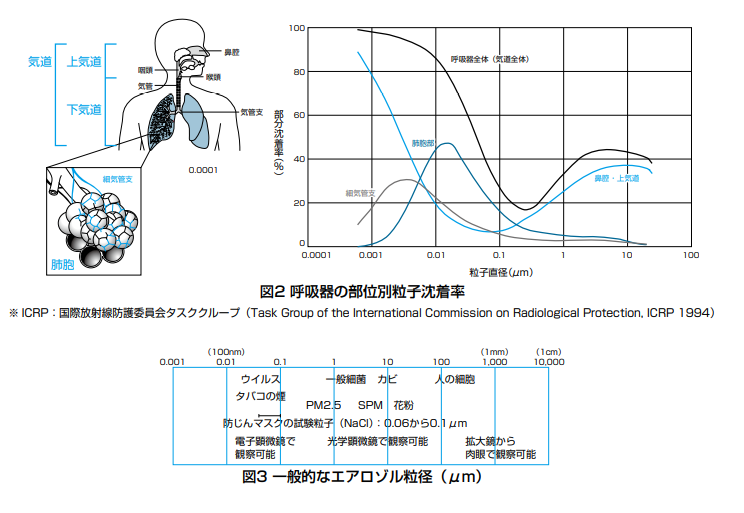 気道
上気道
下気道
鼻腔
咽頭
喉頭
気管
気管支
0.0001
細気管支
肺胞
部分沈着率(%)
100
80
60
40
20
0
呼吸器全体（気道全体）
肺胞部
細気管支
鼻腔・上気道
0.0001 0.001 0.01 0.1 1 10 100
粒子直径(μm)
図2 呼吸器の部位別粒子沈着率
※ ICRP：国際放射線防護委員会タスククループ（Task Group of the International Commission on Radiological Protection, ICRP 1994）
(100nm) (1mm) (1cm)
0.001 0.01 0.1 1 10 100 1,000 10,000
ウイルス 一般細菌 カビ 人の細胞
タバコの煙
PM2.5 SPM 花粉
防じんマスクの試験粒子（NaCl）：0.06から0.1μm
電子顕微鏡で 光学顕微鏡で観察可能 拡大鏡から
観察可能 肉眼で観察可能
図3 一般的なエアロゾル粒径（μm）